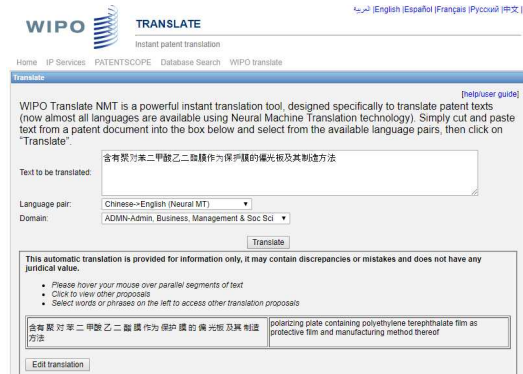 العربية |English |Español |Français |Русский |中文 |
WIPO
TRANSLATE
Instant patent translation
Home IP Services PATENTSCOPE Database Search WIPO translate
Translate
[help/user guide]
WIPO Translate NMT is a powerful instant translation tool, designed specifically to translate patent texts
(now almost all languages are available using Neural Machine Translation technology). Simply cut and paste
text from a patent document into the box below and select from the available language pairs, then click on
"Translate".
Text to be translated:
含有聚对苯二甲酸乙二酯膜作为保护膜的偏光板及其制造方法
Language pair: Chinese->English (Neural MT)
Domain: ADMN-Admin, Business, Management & Soc Sci
Translate
This automatic translation is provided for information only, it may contain discrepancies or mistakes and does not have any
juridical value.
• Please hover your mouse over parallel segments of text
• Click to view other proposals
• Select words or phrases on the left to access other translation proposals
含有 聚 对 苯 二 甲酸 乙 二 酯 膜 作为 保护 膜 的 偏 光板 及其 制造
方法
polarizing plate containing polyethylene terephthalate film as
protective film and manufacturing method thereof
Edit translation